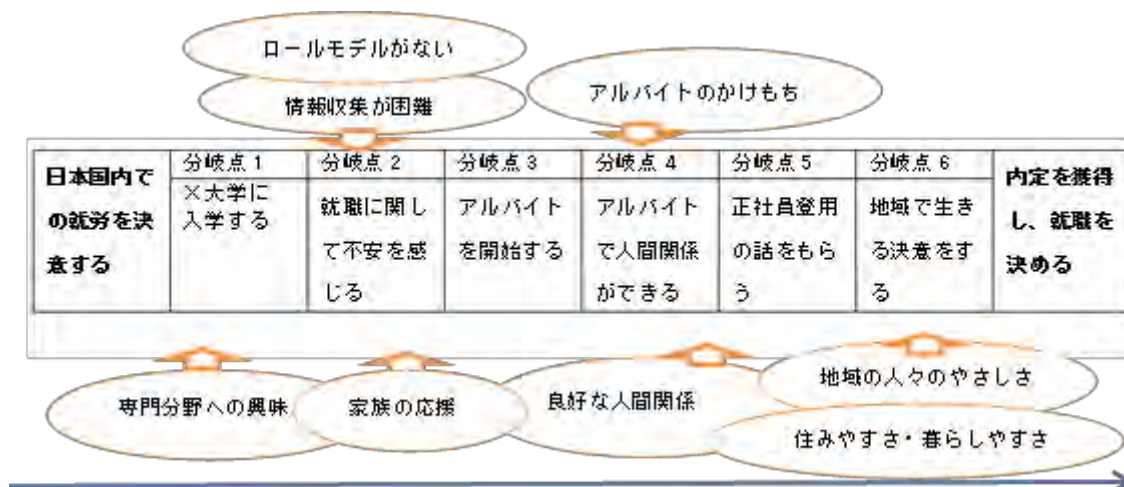 ロールモデルがない
情報収集が困難
アルバイトのかけもち
日本国内で
の就労を決
意する
分岐点1
X大学に
入学する
分岐点2
就職に関し
て不安を感
じる
分岐点3
アルバイト
を開始する
分岐点4
アルバイト
で人間関係
ができる
分岐点5
正社員登用
の話をもら
う
分岐点6
地域で生き
る決意をす
る
内定を獲得
し、就職を
決める
専門分野への興味
家族の応援
良好な人間関係
地域の人々のやさしさ
住みやすさ・暮らしやすさ